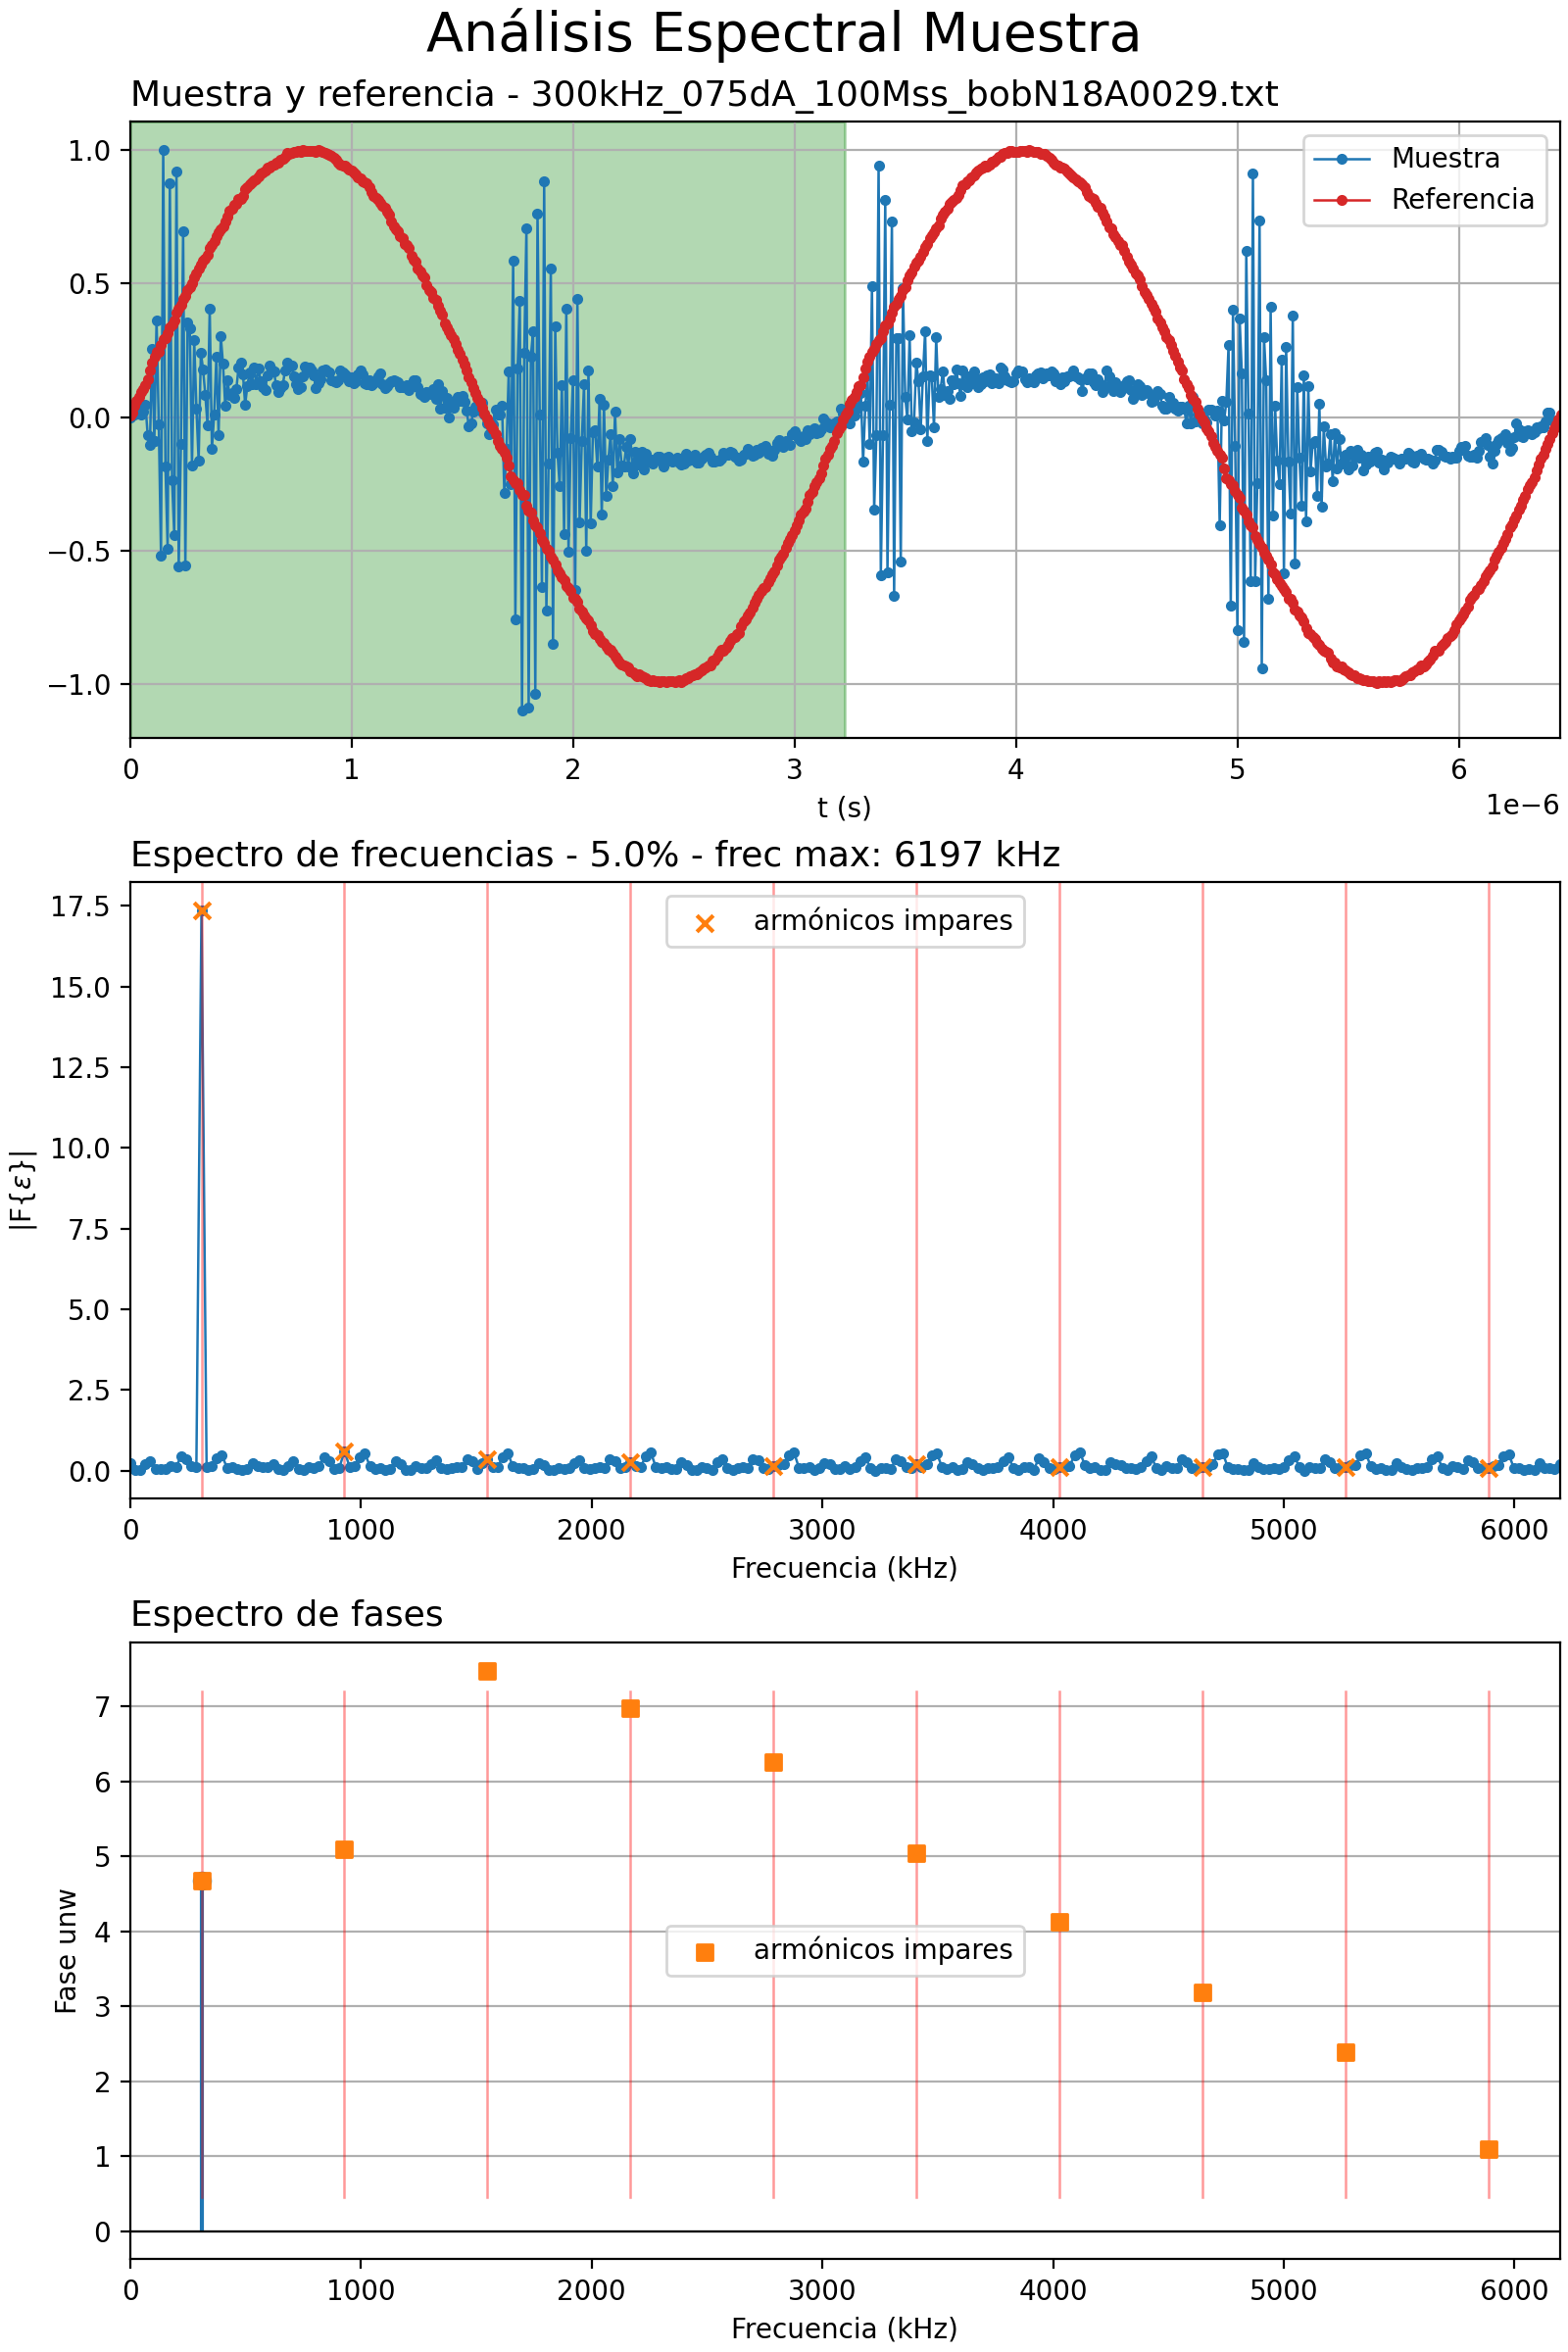 Análisis Espectral Muestra
Muestra y referencia - 300kHz_075dA_100Mss_bobN18A0029.txt
1.0
0.5
0.0
−0.5
−1.0
Muestra
Referencia
0 1 2 3 4 5 6
t (s)
1e−6
Espectro de frecuencias - 5.0% - frec max: 6197 kHz
17.5
15.0
12.5
10.0
7.5
5.0
2.5
0.0
|F{ε}|
armónicos impares
0 1000 2000 3000 4000 5000 6000
Frecuencia (kHz)
Espectro de fases
7
6
5
4
3
2
1
0
Fase unw
armónicos impares
0 1000 2000 3000 4000 5000 6000
Frecuencia (kHz)